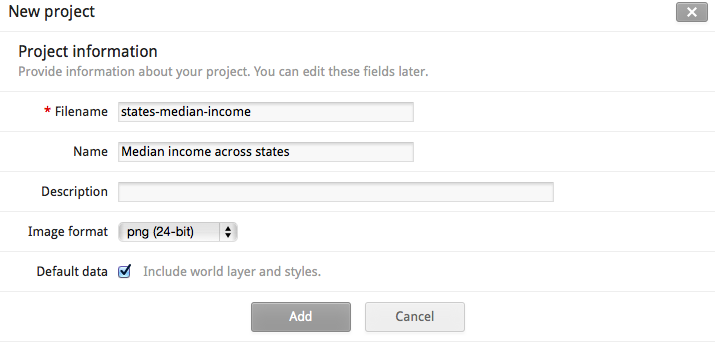 New project
Project information
Provide information about your project. You can edit these fields later.
* Filename states-median-income
Name Median income across states
Description
Image format png (24-bit)
Default data Include world layer and styles.
Add Cancel